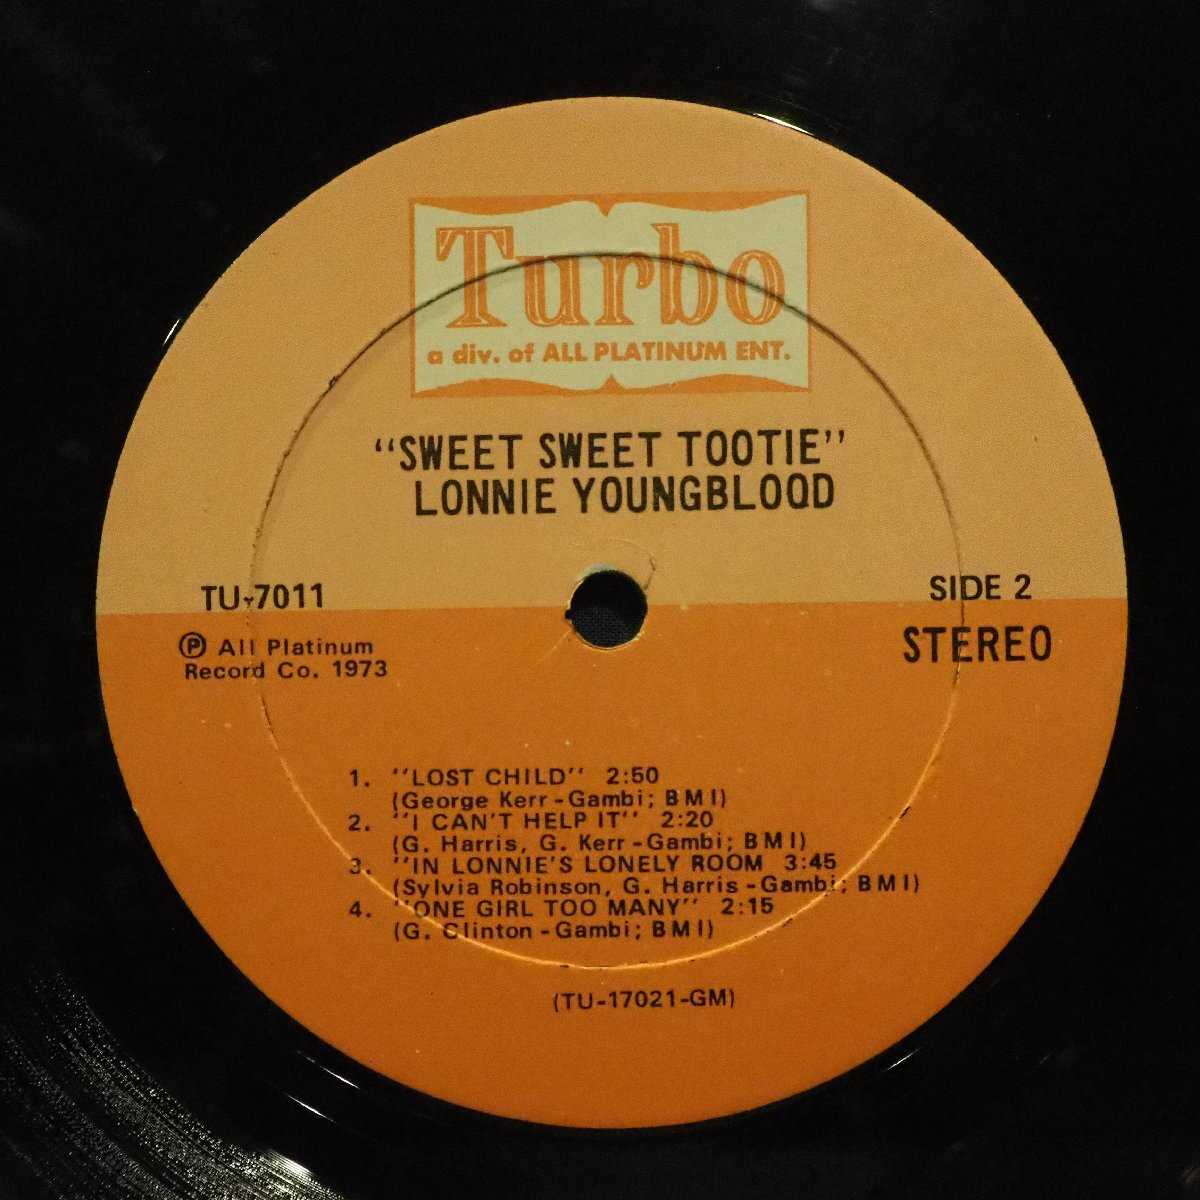 Turbo
a div. of ALL PLATINUM ENT.
"SWEET SWEET TOOTIE"
LONNIE YOUNGBLOOD
TU-7011
SIDE 2
℗ All Platinum
Record Co. 1973
STEREO
1. "LOST CHILD" 2:50
(George Kerr-Gambi; BMI)
2. "I CAN'T HELP IT" 2:20
(G. Harris, G. Kerr-Gambi; BMI)
3. "IN LONNIE'S LONELY ROOM 3:45
(Sylvia Robinson, G. Harris-Gambi; BMI)
4. "ONE GIRL TOO MANY" 2:15
(G. Clinton-Gambi; BMI)
(TU-17021-GM)